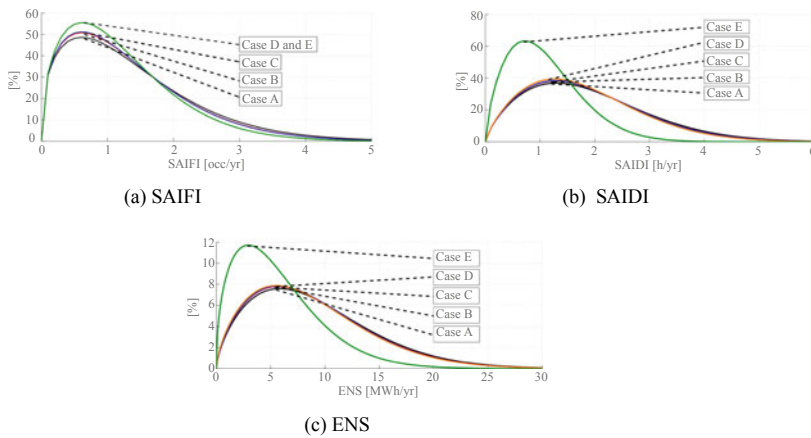 60
50
40
30
20
10
0
[%]
Case D and E
Case C
Case B
Case A
0 1 2 3 4 5
SAIFI [occ/yr]
(a) SAIFI
80
60
40
20
0
[%]
Case E
Case D
Case C
Case B
Case A
0 1 2 3 4 5 6
SAIDI [h/yr]
(b) SAIDI
12
10
8
6
4
2
0
[%]
Case E
Case D
Case C
Case B
Case A
0 5 10 15 20 25 30
ENS [MWh/yr]
(c) ENS